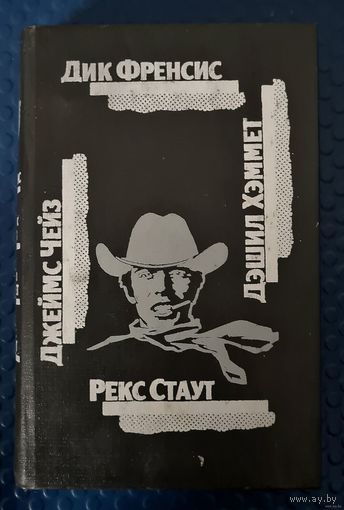 Дик Френсис
Джеймс Чейз
Дэшил Хэммет
Рекс Стаут
© www.ay.by